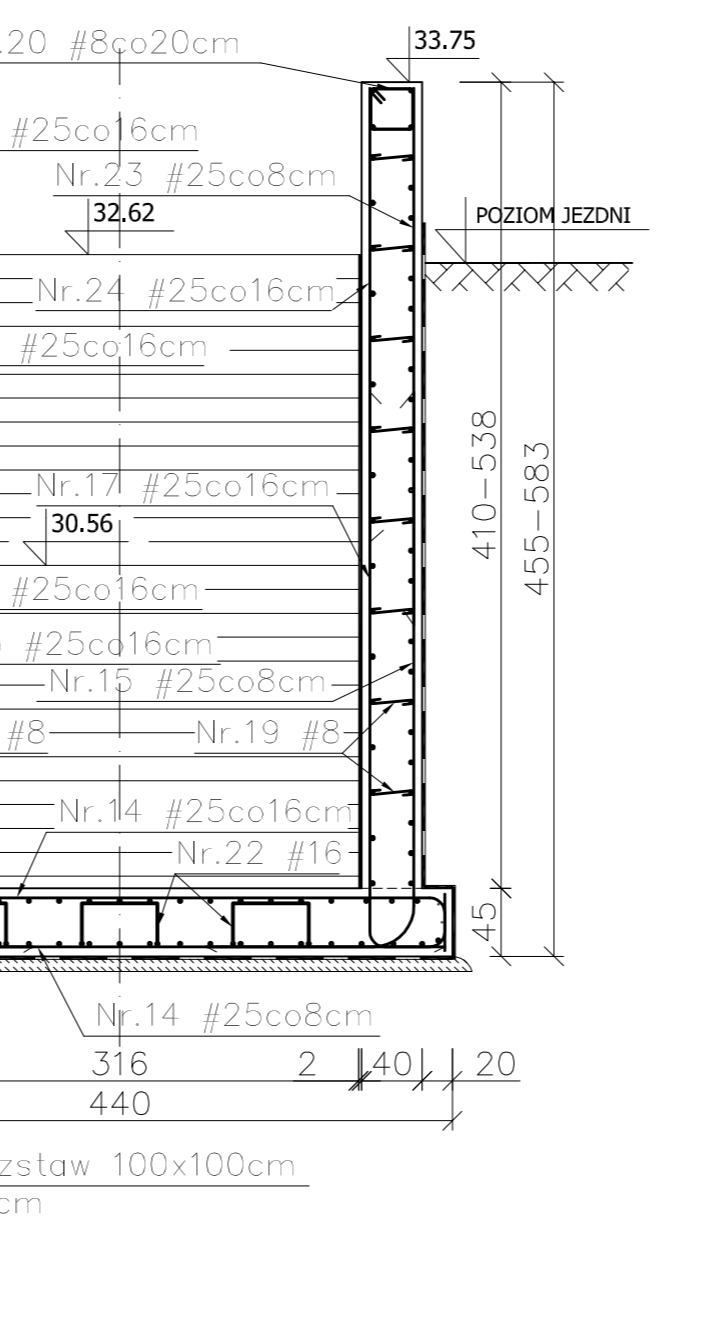 .20 #8co20cm
33.75
#25co16cm
Nr.23 #25co8cm
32.62
POZIOM JEZDNI
Nr.24 #25co16cm
#25co16cm
410-538
455-583
Nr.17 #25co16cm
30.56
#25co16cm
#25co16cm
Nr.15 #25co8cm
#8
Nr.19 #8
Nr.14 #25co16cm
Nr.22 #16
45
Nr.14 #25co8cm
316
2
40
20
440
zstaw 100x100cm
cm